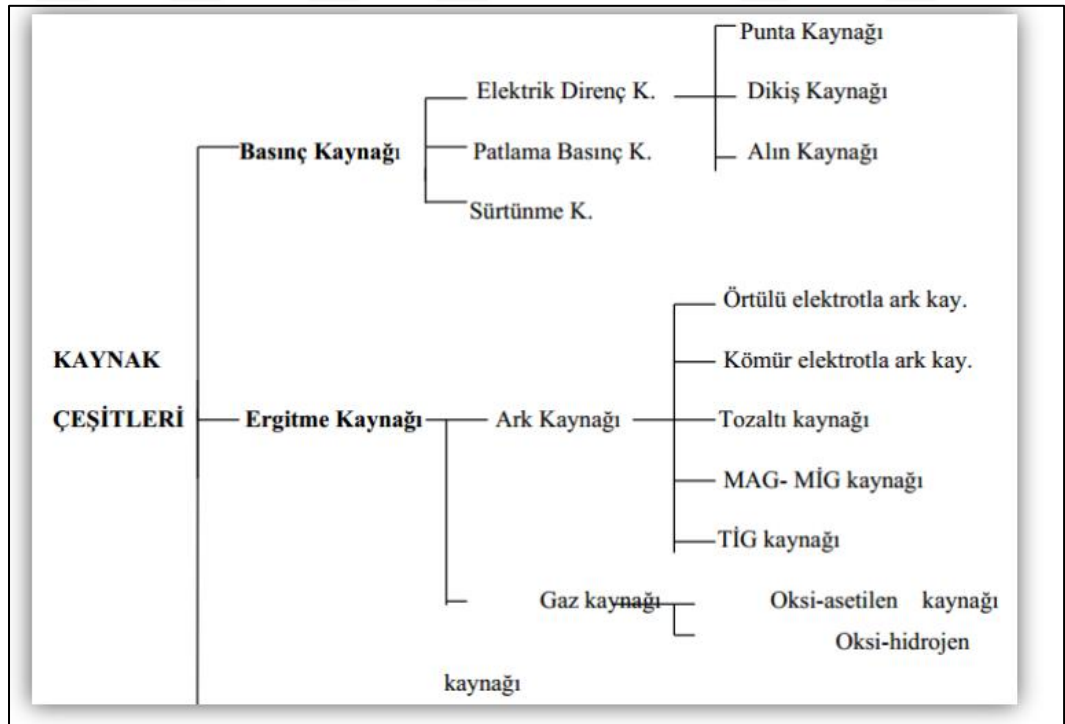 Punta Kaynağı
Elektrik Direnç K.
Dikiş Kaynağı
Basınç Kaynağı
Patlama Basınç K.
Alın Kaynağı
Sürtünme K.
Örtülü elektrotla ark kay.
KAYNAK
Kömür elektrotla ark kay.
ÇEŞİTLERİ
Ergitme Kaynağı
Ark Kaynağı
Tozaltı kaynağı
MAG- MİG kaynağı
TİG kaynağı
Gaz kaynağı
Oksi-asetilen kaynağı
Oksi-hidrojen
kaynağı